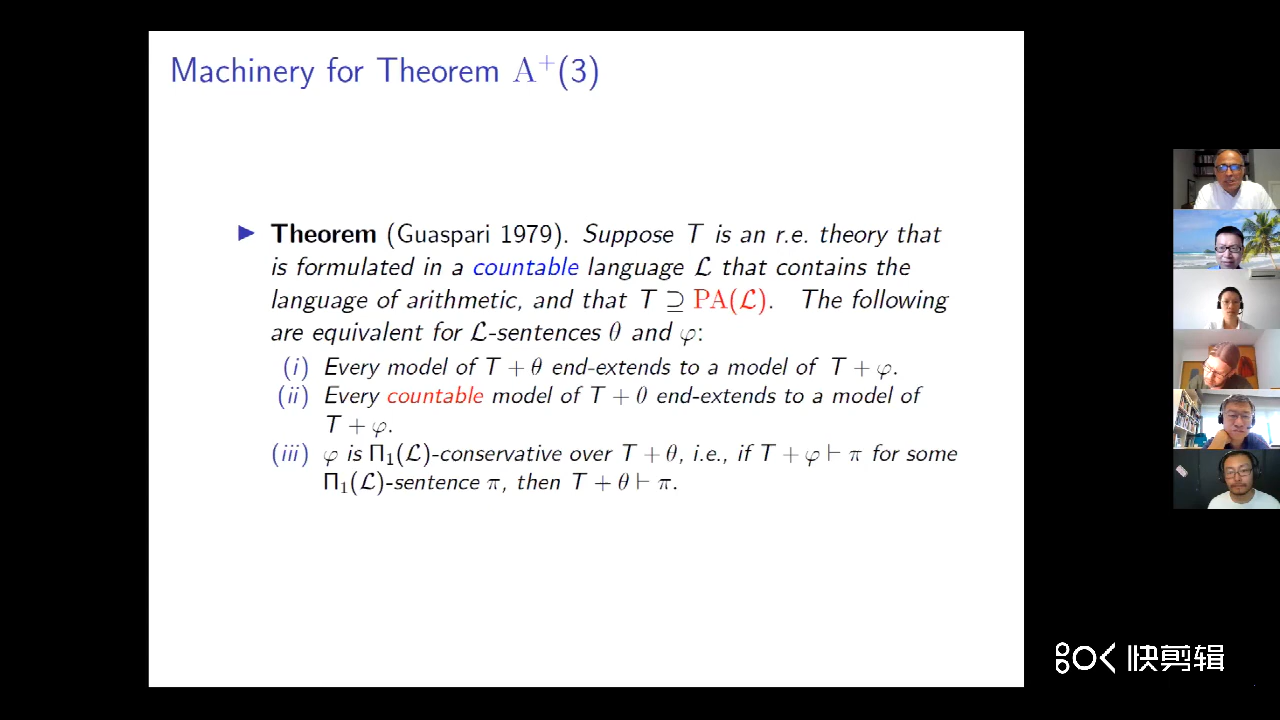 Machinery for Theorem A⁺(3)
▶ Theorem (Guaspari 1979). Suppose T is an r.e. theory that
is formulated in a countable language ℒ that contains the
language of arithmetic, and that T ⊇ PA(ℒ). The following
are equivalent for ℒ-sentences θ and φ:
(i) Every model of T + θ end-extends to a model of T + φ.
(ii) Every countable model of T + θ end-extends to a model of
T + φ.
(iii) φ is Π₁(ℒ)-conservative over T + θ, i.e., if T + φ ⊢ π for some
Π₁(ℒ)-sentence π, then T + θ ⊢ π.
快剪辑